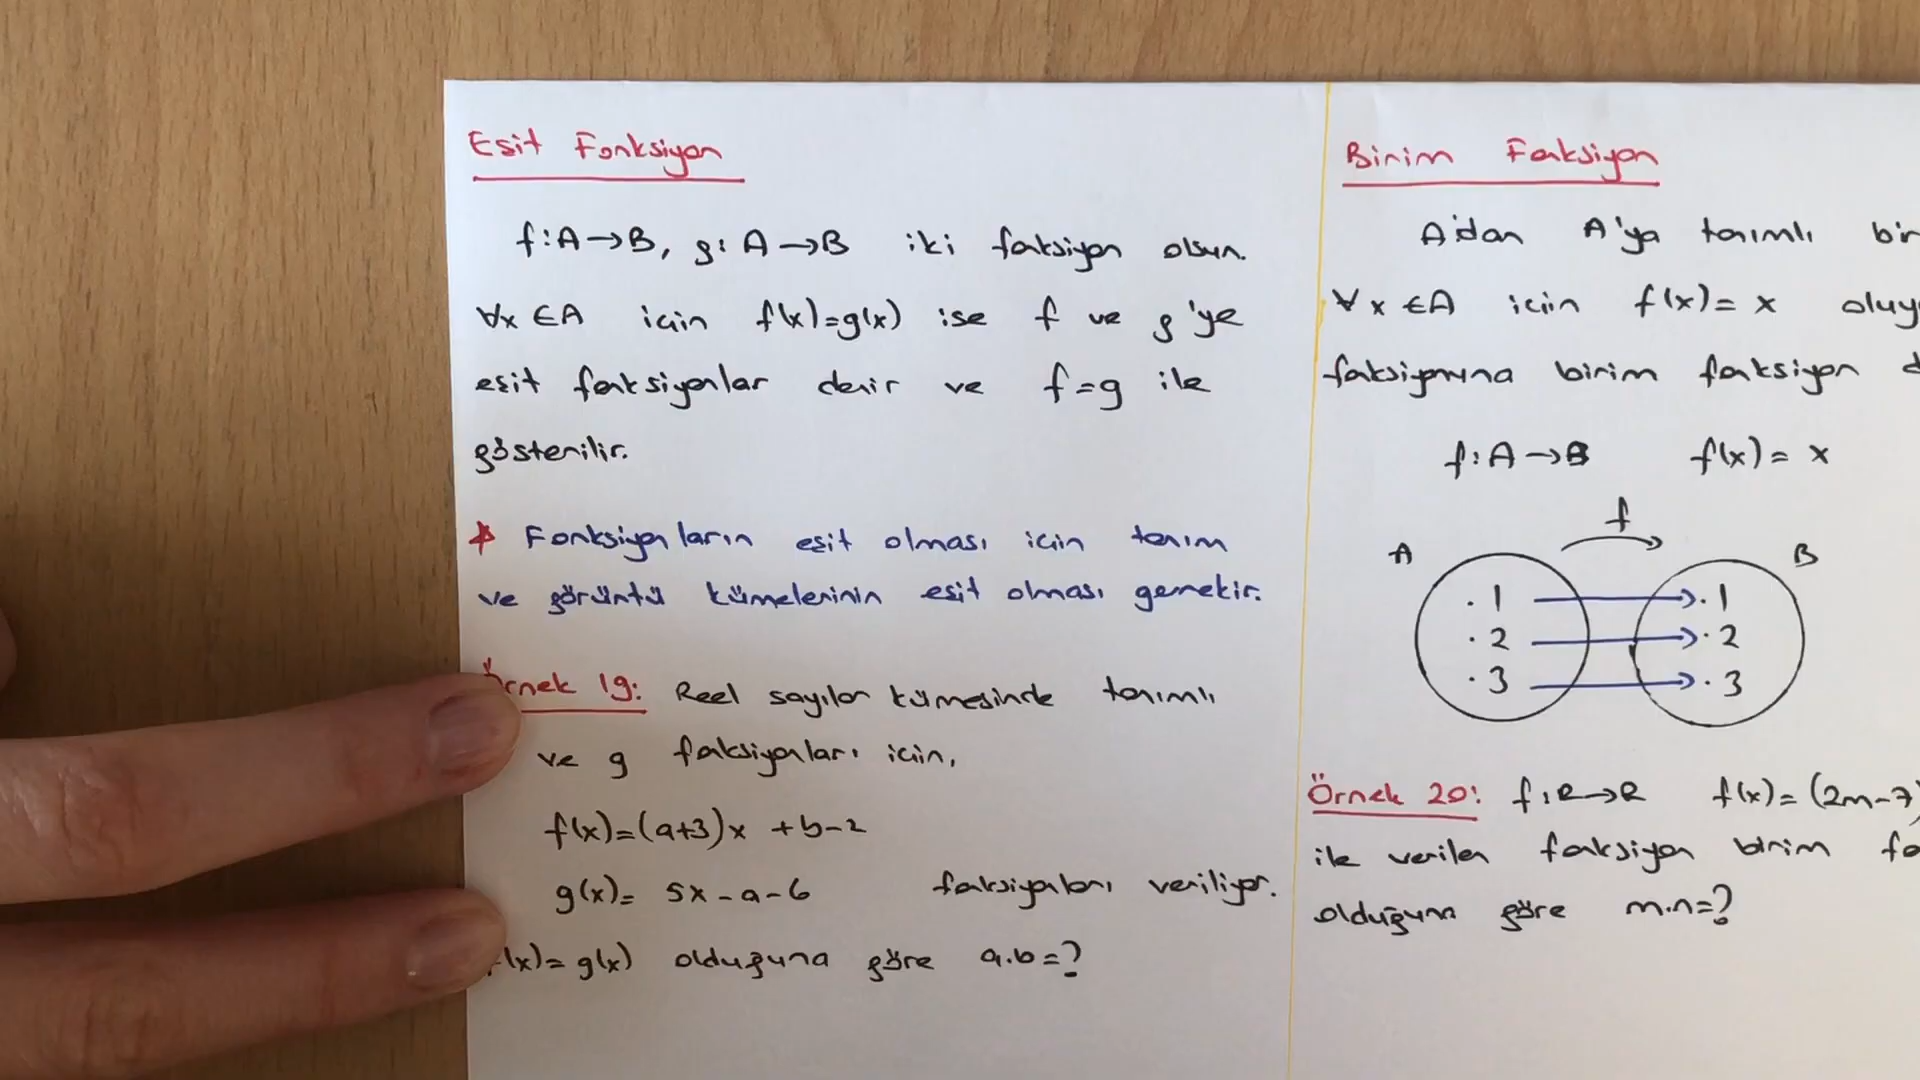 Eşit Fonksiyon
f:A→B, g:A→B iki fonksiyon olsun.
∀x∈A için f(x)=g(x) ise f ve g'ye
eşit fonksiyonlar denir ve f=g ile
gösterilir.
* Fonksiyonların eşit olması için tanım
ve görüntü kümelerinin eşit olması gerekir.
Örnek 19: Reel sayılar kümesinde tanımlı
ve g fonksiyonları için,
f(x)=(a+3)x+b-2
g(x)=5x-a-6 fonksiyonları veriliyor.
(x)=g(x) olduğuna göre a.b=?
Birim Fonksiyon
A'dan A'ya tanımlı bir
∀x∈A için f(x)=x
fonksiyonuna birim fonksiyon
f:A→B f(x)=x
f
A B
.1 .1
.2 .2
.3 .3
Örnek 20: f:R→R f(x)=(2m-7)
ile verilen fonksiyon birim
olduğuna göre m.n=?